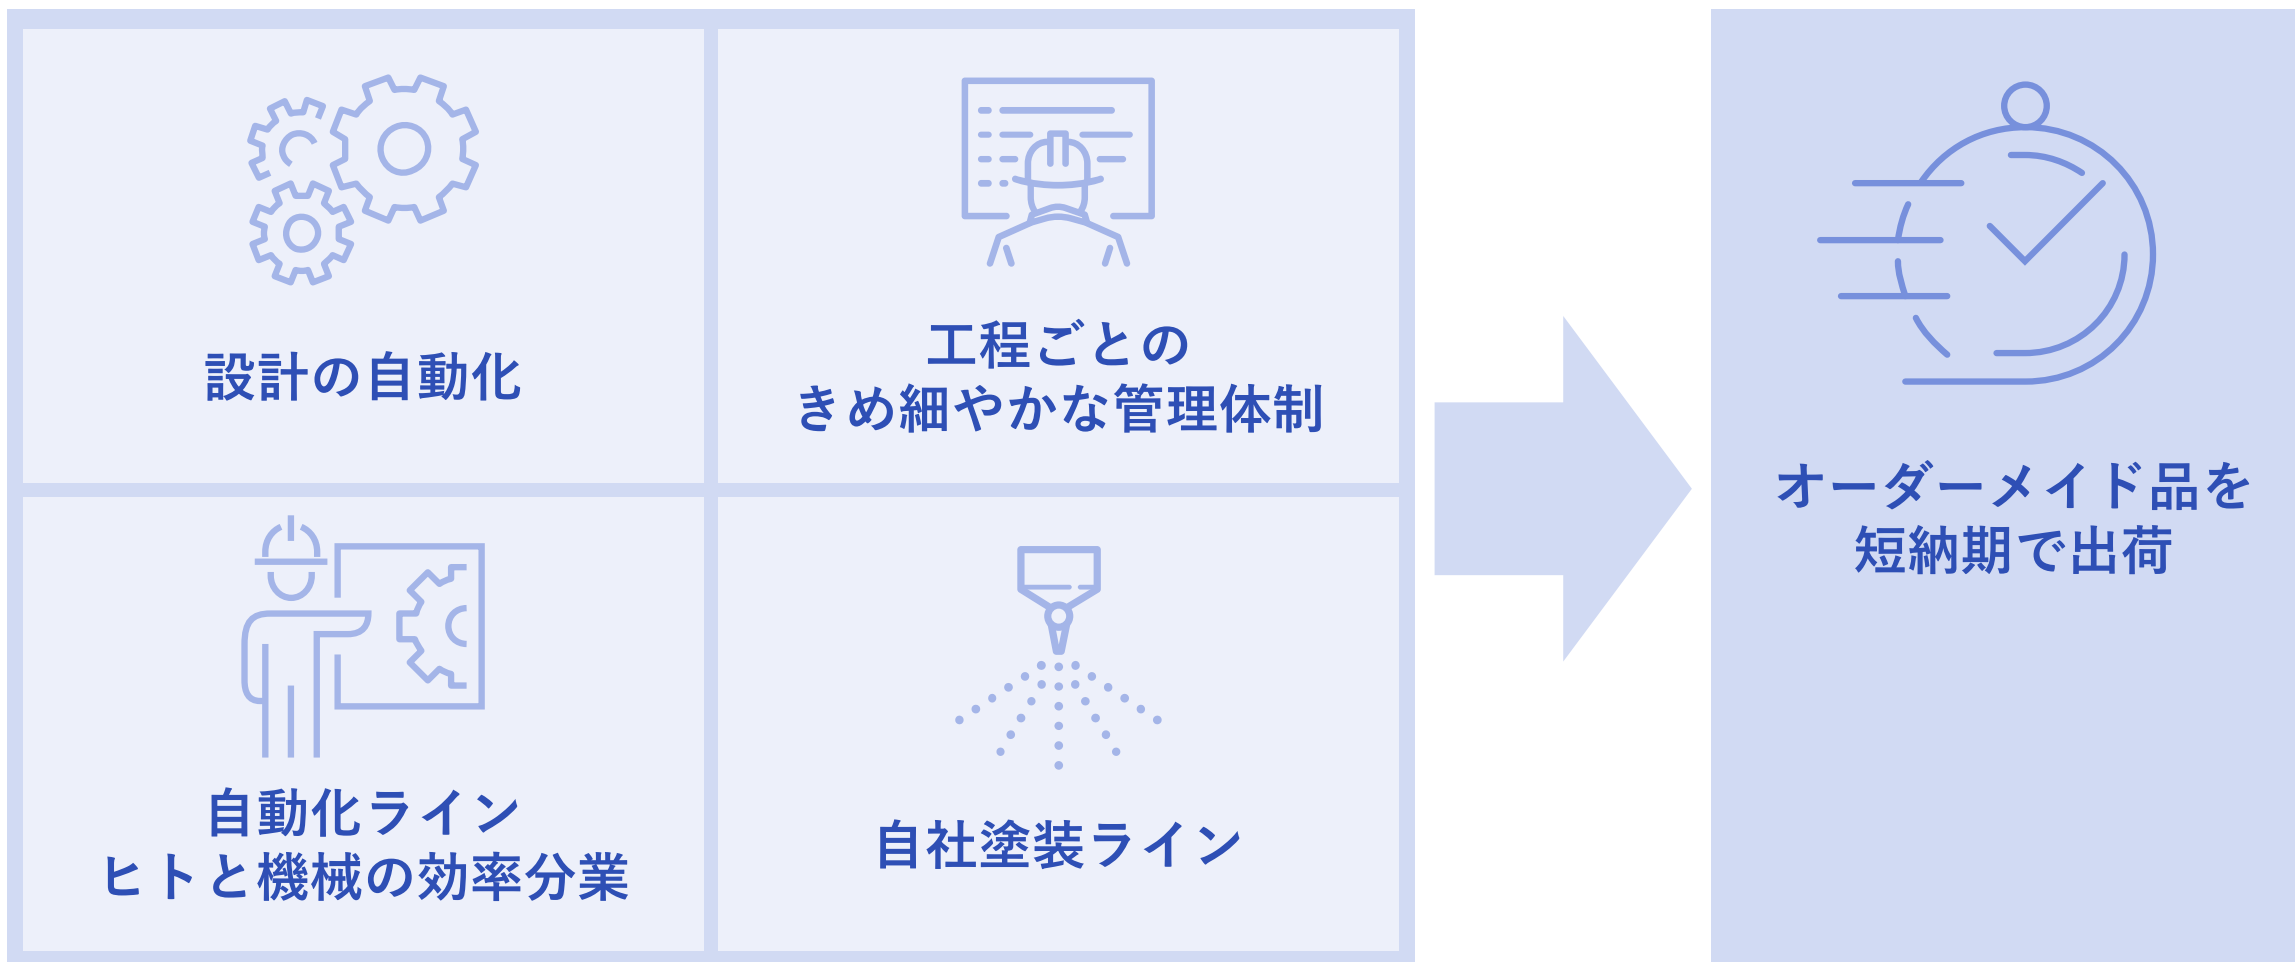 設計の自動化
工程ごとの
きめ細やかな管理体制
自動化ライン
ヒトと機械の効率分業
自社塗装ライン
オーダーメイド品を
短納期で出荷